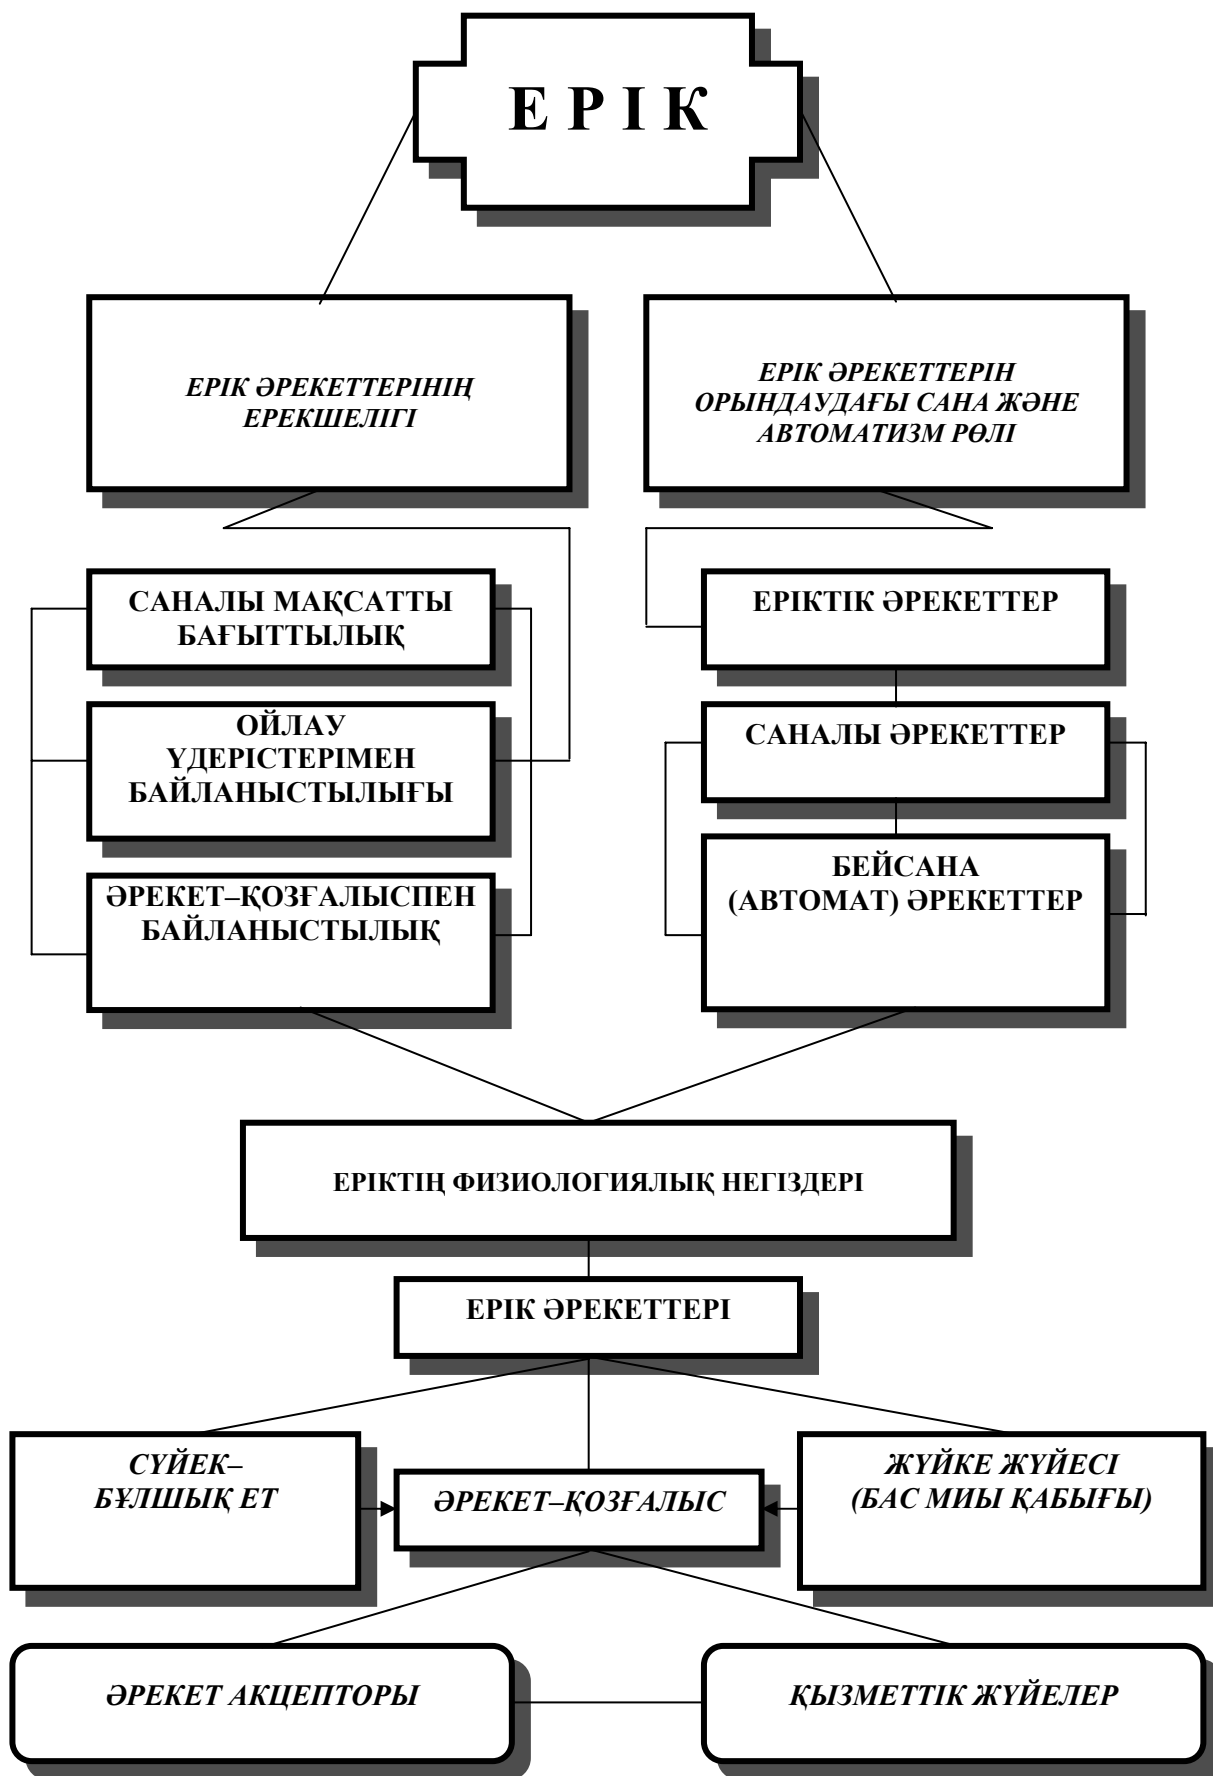 Е Р І К
ЕРІК ӘРЕКЕТТЕРІНІҢ
ЕРЕКШЕЛІГІ
ЕРІК ӘРЕКЕТТЕРІН
ОРЫНДАУДАҒЫ САНА ЖӘНЕ
АВТОМАТИЗМ РӨЛІ
САНАЛЫ МАҚСАТТЫ
БАҒЫТТЫЛЫҚ
ОЙЛАУ
ҮДЕРІСТЕРІМЕН
БАЙЛАНЫСТЫЛЫҒЫ
ӘРЕКЕТ–ҚОЗҒАЛЫСПЕН
БАЙЛАНЫСТЫЛЫҚ
ЕРІКТІК ӘРЕКЕТТЕР
САНАЛЫ ӘРЕКЕТТЕР
БЕЙСАНА
(АВТОМАТ) ӘРЕКЕТТЕР
ЕРІКТІҢ ФИЗИОЛОГИЯЛЫҚ НЕГІЗДЕРІ
ЕРІК ӘРЕКЕТТЕРІ
СҮЙЕК–
БҰЛШЫҚ ЕТ
ӘРЕКЕТ–ҚОЗҒАЛЫС
ЖҮЙКЕ ЖҮЙЕСІ
(БАС МИЫ ҚАБЫҒЫ)
ӘРЕКЕТ АКЦЕПТОРЫ
ҚЫЗМЕТТІК ЖҮЙЕЛЕР